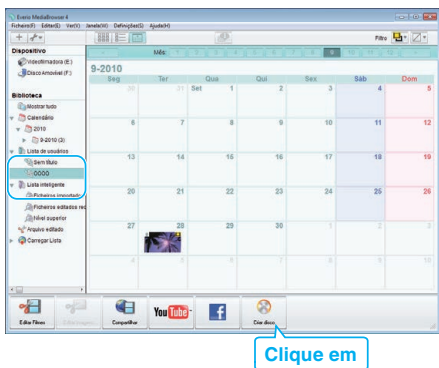 Everio MediaBrowser 4
Ficheiro(F) Editar(E) Ver(V) Janela(W) Definições(S) Ajuda(H)
Filtro
Dispositivo
Videofilmadora (E:)
Disco Amovível (F:)
Biblioteca
Mostrar tudo
Calendário
2010
9-2010 (3)
Lista de usuários
Sem título
0000
Lista inteligente
Ficheiros importado
Ficheiros editados rec
Nível superior
Arquivo editado
Carregar Lista
Mês: 9
9-2010
Seg Ter Qua Qui Sex Sáb Dom
30 31 Set 1 2 3 4 5
6 7 8 9 10 11 12
13 14 15 16 17 18 19
20 21 22 23 24 25 26
27 28 29 30 1 2 3
4 5 6 7 8 9 10
Editar Filmes Compartilhar YouTube f Criar disco
Clique em